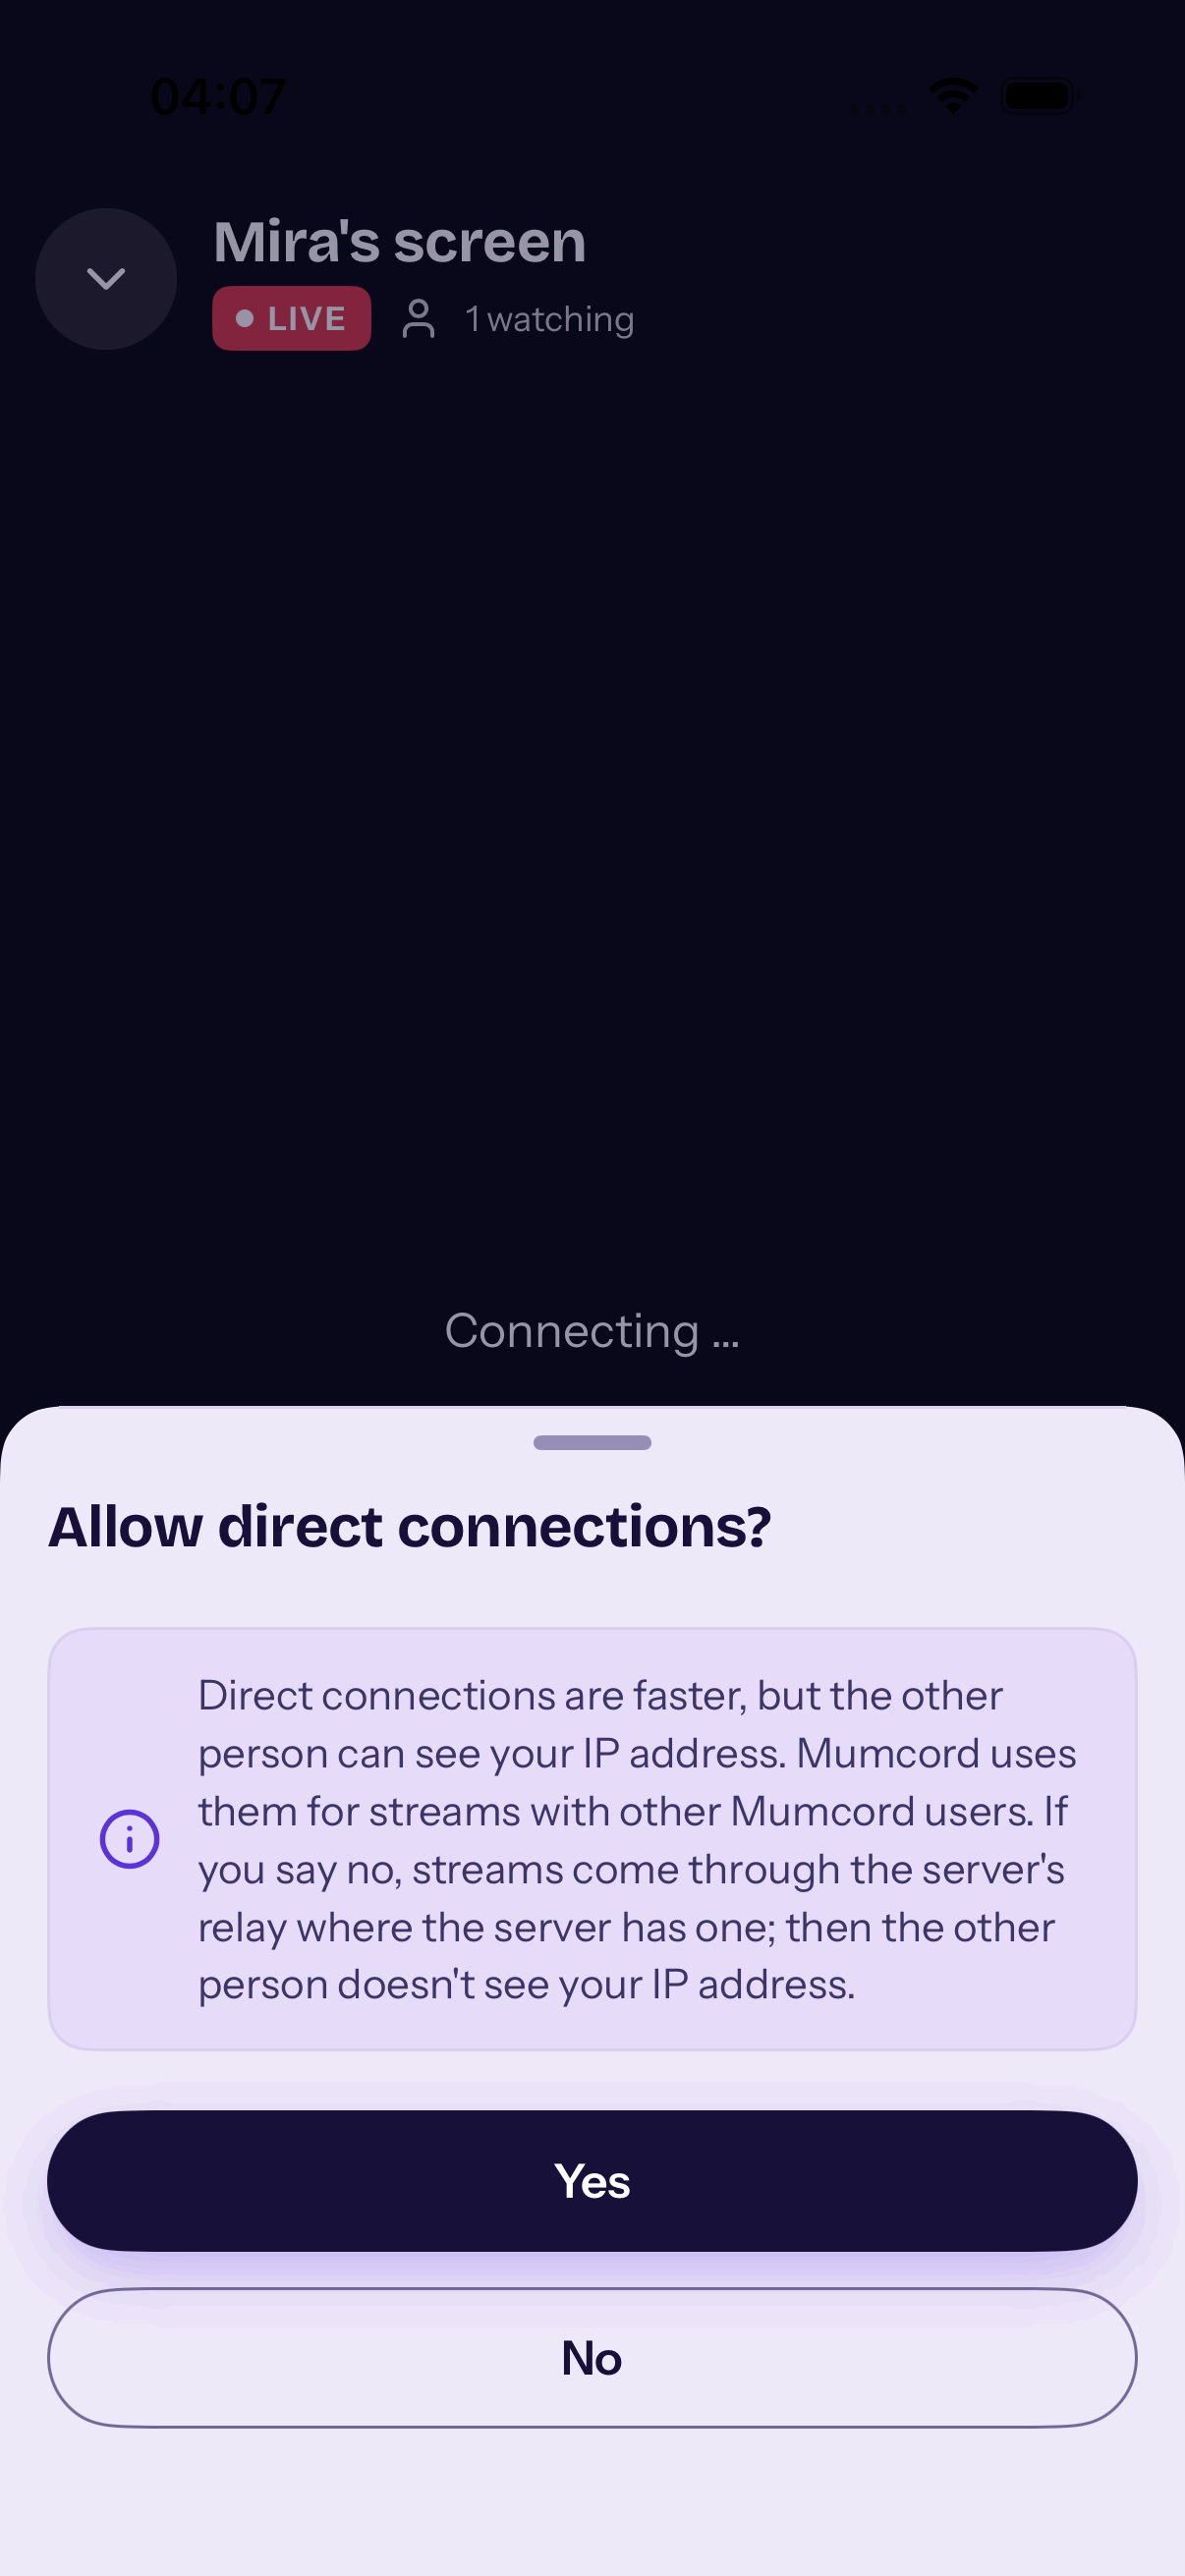 04:07
Mira's screen
LIVE
1 watching
Connecting ...
Allow direct connections?
Direct connections are faster, but the other
person can see your IP address. Mumcord uses
them for streams with other Mumcord users. If
you say no, streams come through the server's
relay where the server has one; then the other
person doesn't see your IP address.
Yes
No